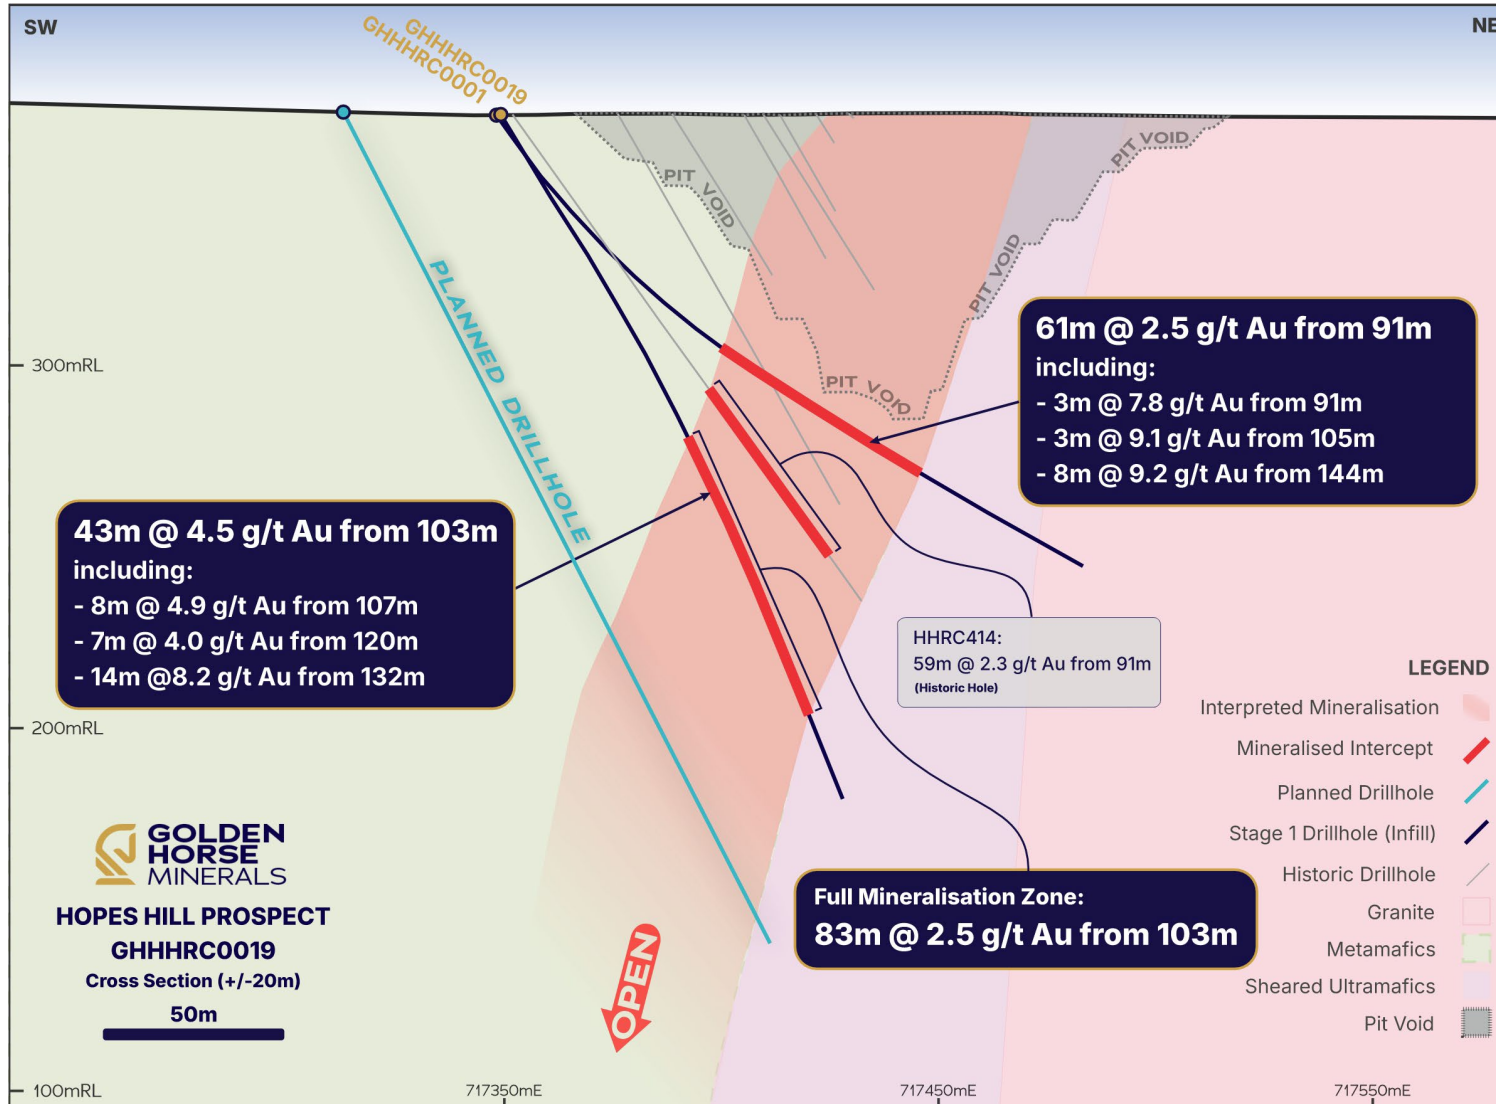 SW
NE
GHHHRC0019
GHHHRC0001
PIT VOID
PIT VOID
PIT VOID
PIT VOID
PLANNED DRILLHOLE
300mRL
200mRL
100mRL
61m @ 2.5 g/t Au from 91m
including:
- 3m @ 7.8 g/t Au from 91m
- 3m @ 9.1 g/t Au from 105m
- 8m @ 9.2 g/t Au from 144m
43m @ 4.5 g/t Au from 103m
including:
- 8m @ 4.9 g/t Au from 107m
- 7m @ 4.0 g/t Au from 120m
- 14m @8.2 g/t Au from 132m
HHRC414:
59m @ 2.3 g/t Au from 91m
(Historic Hole)
LEGEND
Interpreted Mineralisation
Mineralised Intercept
Planned Drillhole
Stage 1 Drillhole (Infill)
Historic Drillhole
Granite
Metamafics
Sheared Ultramafics
Pit Void
Full Mineralisation Zone:
83m @ 2.5 g/t Au from 103m
OPEN
GOLDEN
HORSE
MINERALS
HOPES HILL PROSPECT
GHHHRC0019
Cross Section (+/-20m)
50m
717350mE
717450mE
717550mE